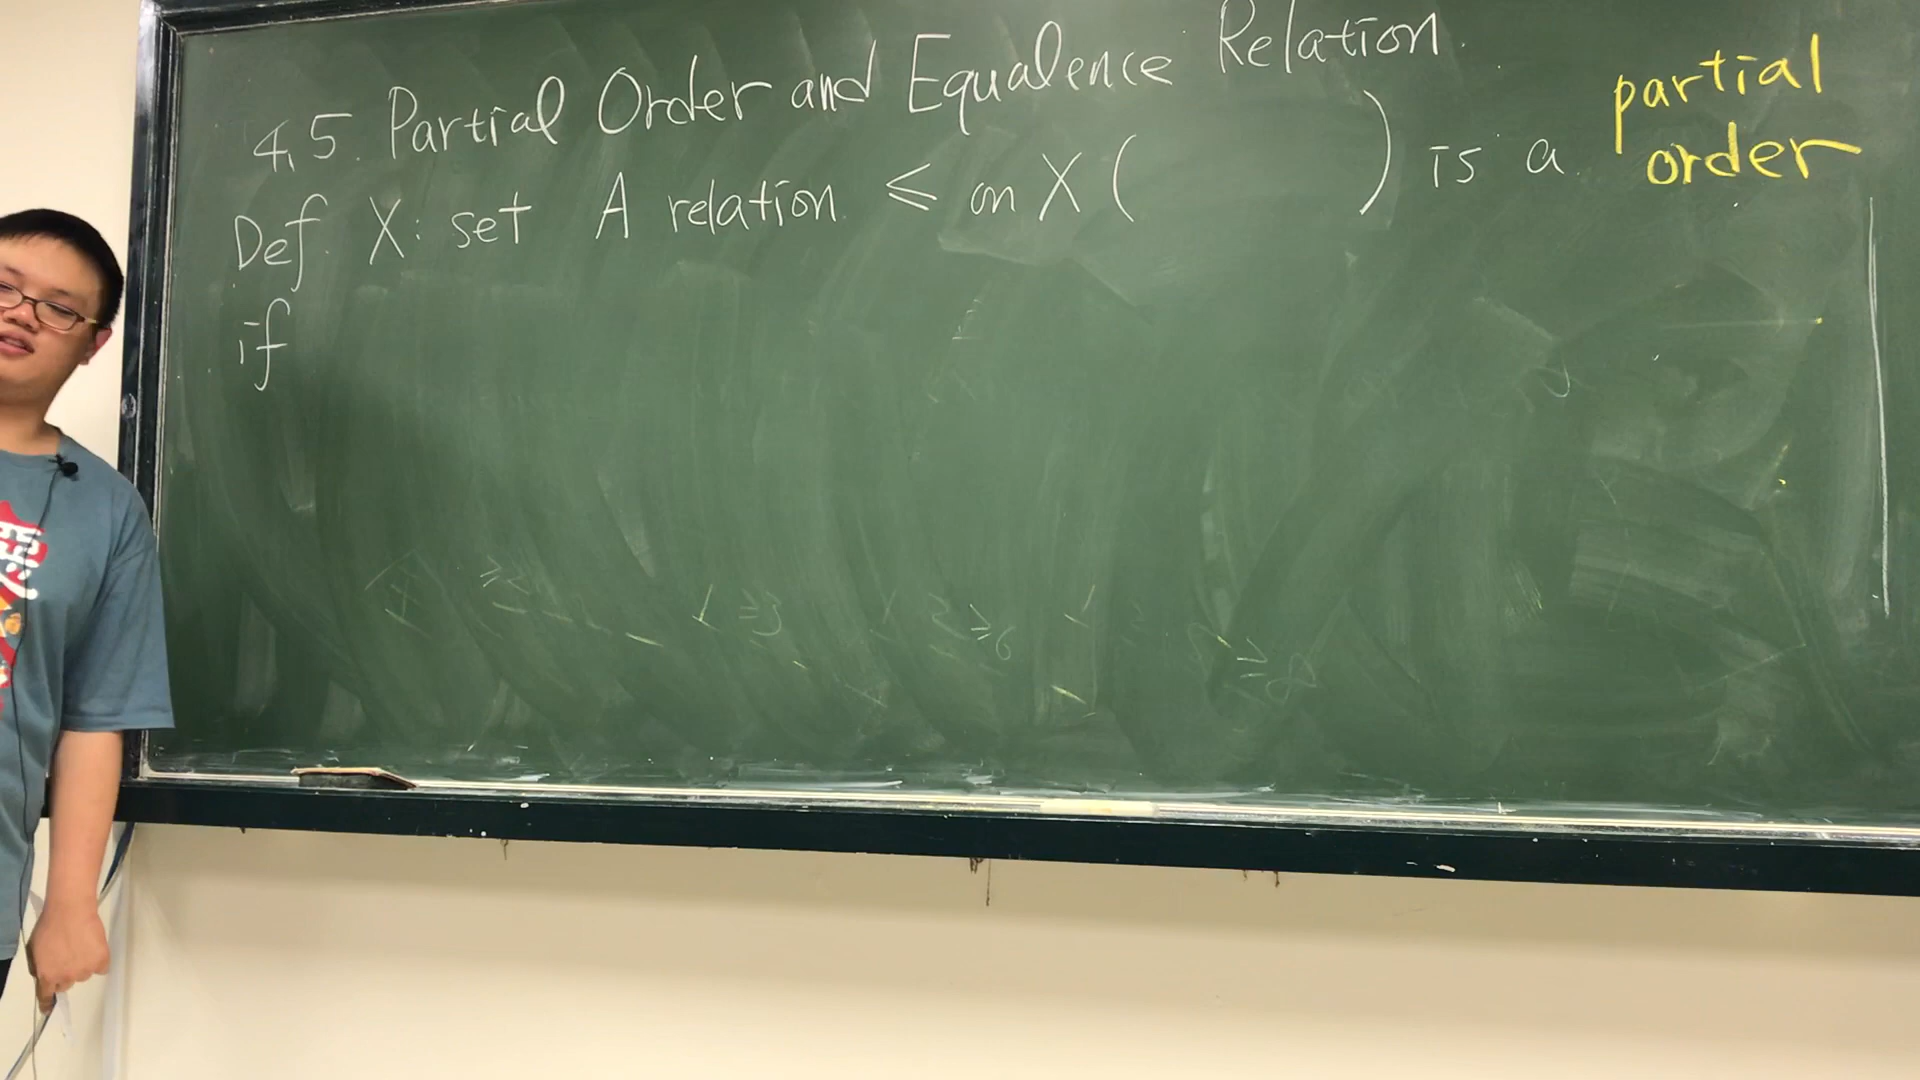 4.5. Partial Order and Equalence Relation.
Def. X: set A relation ≤ on X ( ) is a partial order
if